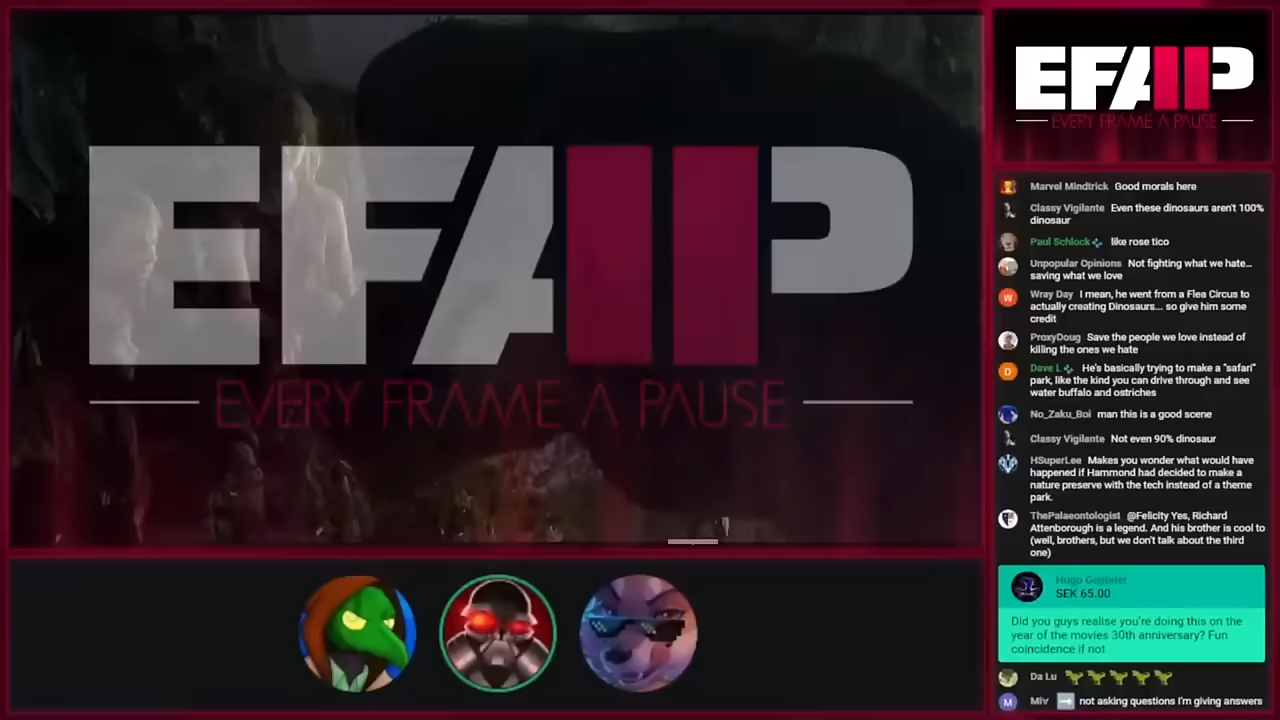 EFAP
EVERY FRAME A PAUSE
EFAP
EVERY FRAME A PAUSE
Marvel Mindtrick Good morals here
Classy Vigilante Even these dinosaurs aren't 100%
dinosaur
Paul Schlock like rose tico
Unpopular Opinions Not fighting what we hate...
saving what we love
W Wray Day I mean, he went from a Flea Circus to
actually creating Dinosaurs... so give him some
credit
ProxyDoug Save the people we love instead of
killing the ones we hate
D Dave L He's basically trying to make a "safari"
park, like the kind you can drive through and see
water buffalo and ostriches
No_Zaku_Boi man this is a good scene
Classy Vigilante Not even 90% dinosaur
HSuperLee Makes you wonder what would have
happened if Hammond had decided to make a
nature preserve with the tech instead of a theme
park.
ThePalaeontologist @Felicity Yes, Richard
Attenborough is a legend. And his brother is cool to
(well, brothers, but we don't talk about the third
one)
Hugo Gojibriter
SEK 65.00
Did you guys realise you're doing this on the
year of the movies 30th anniversary? Fun
coincidence if not
Da Lu
M Miv not asking questions I'm giving answers